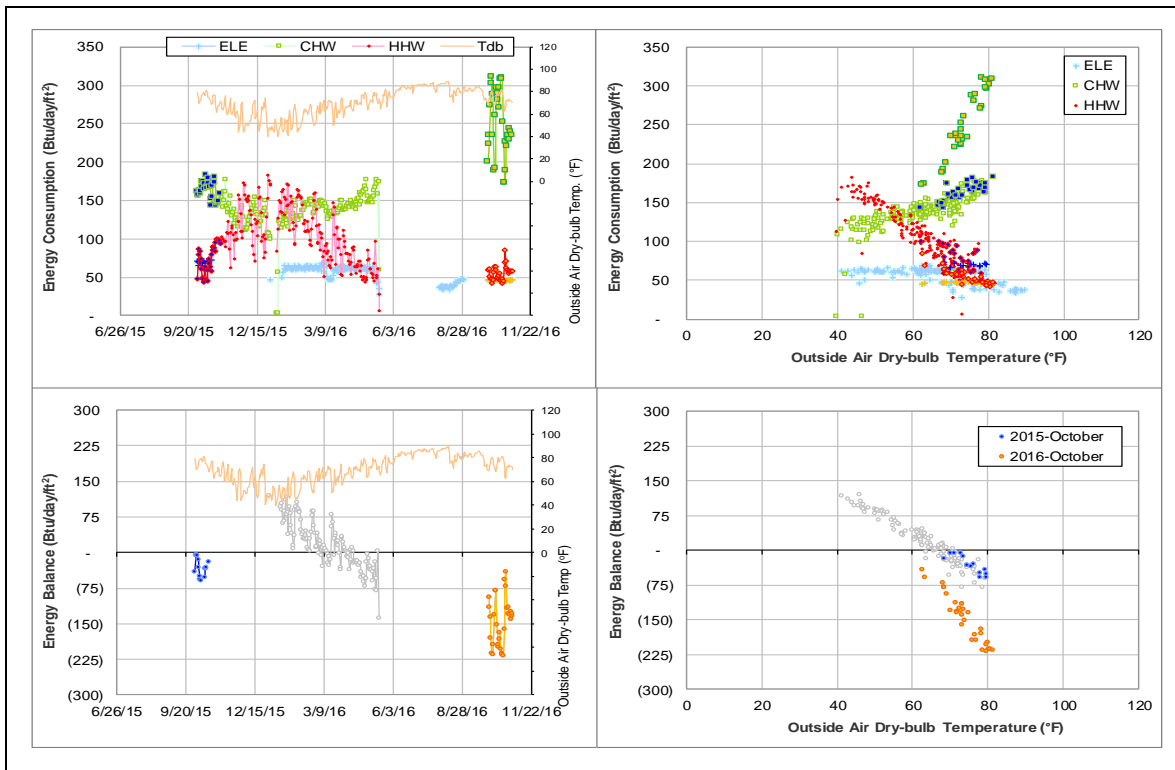 ELE CHW HHW Tdb
Energy Consumption (Btu/day/ft²)
350
300
250
200
150
100
50
-
120
100
80
60
40
20
0
Outside Air Dry-bulb Temp. (°F)
6/26/15 9/20/15 12/15/15 3/9/16 6/3/16 8/28/16 11/22/16
Energy Consumption (Btu/day/ft²)
350
300
250
200
150
100
50
-
ELE
CHW
HHW
0 20 40 60 80 100 120
Outside Air Dry-bulb Temperature (°F)
Energy Balance (Btu/day/ft²)
300
225
150
75
-
(75)
(150)
(225)
(300)
120
100
80
60
40
20
0
Outside Air Dry-bulb Temp (°F)
6/26/15 9/20/15 12/15/15 3/9/16 6/3/16 8/28/16 11/22/16
Energy Balance (Btu/day/ft²)
300
225
150
75
-
(75)
(150)
(225)
(300)
2015-October
2016-October
0 20 40 60 80 100 120
Outside Air Dry-bulb Temperature (°F)